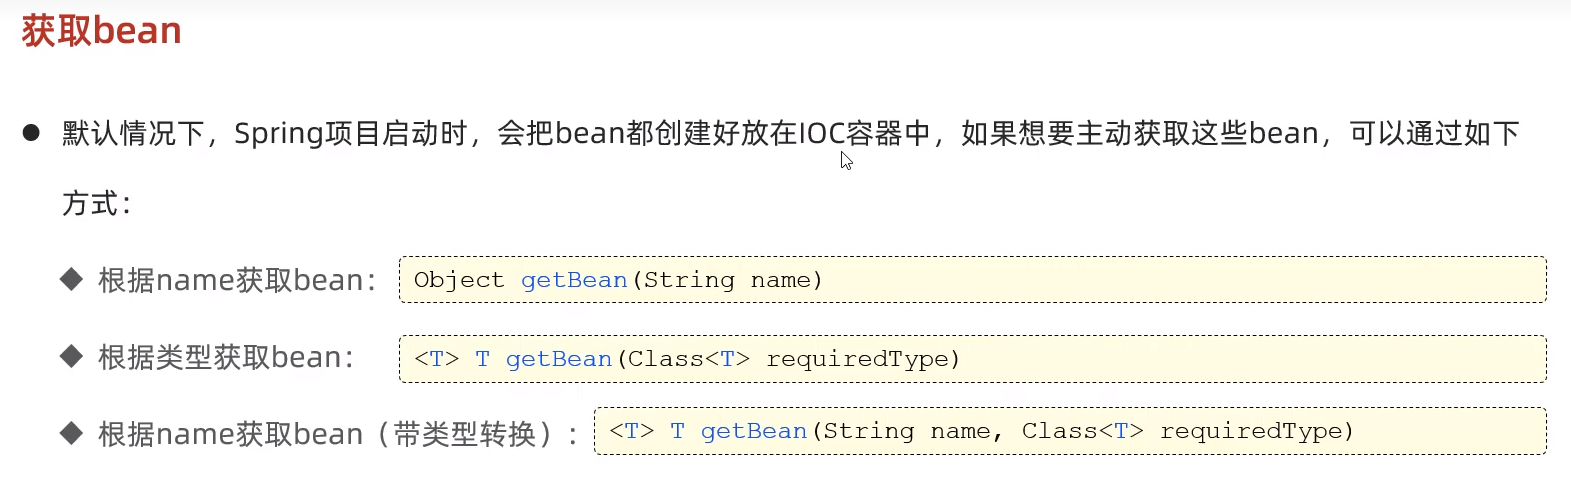 获取bean
默认情况下，Spring项目启动时，会把bean都创建好放在IOC容器中，如果想要主动获取这些bean，可以通过如下
方式：
根据name获取bean： Object getBean(String name)
根据类型获取bean： <T> T getBean(Class<T> requiredType)
根据name获取bean（带类型转换）： <T> T getBean(String name, Class<T> requiredType)